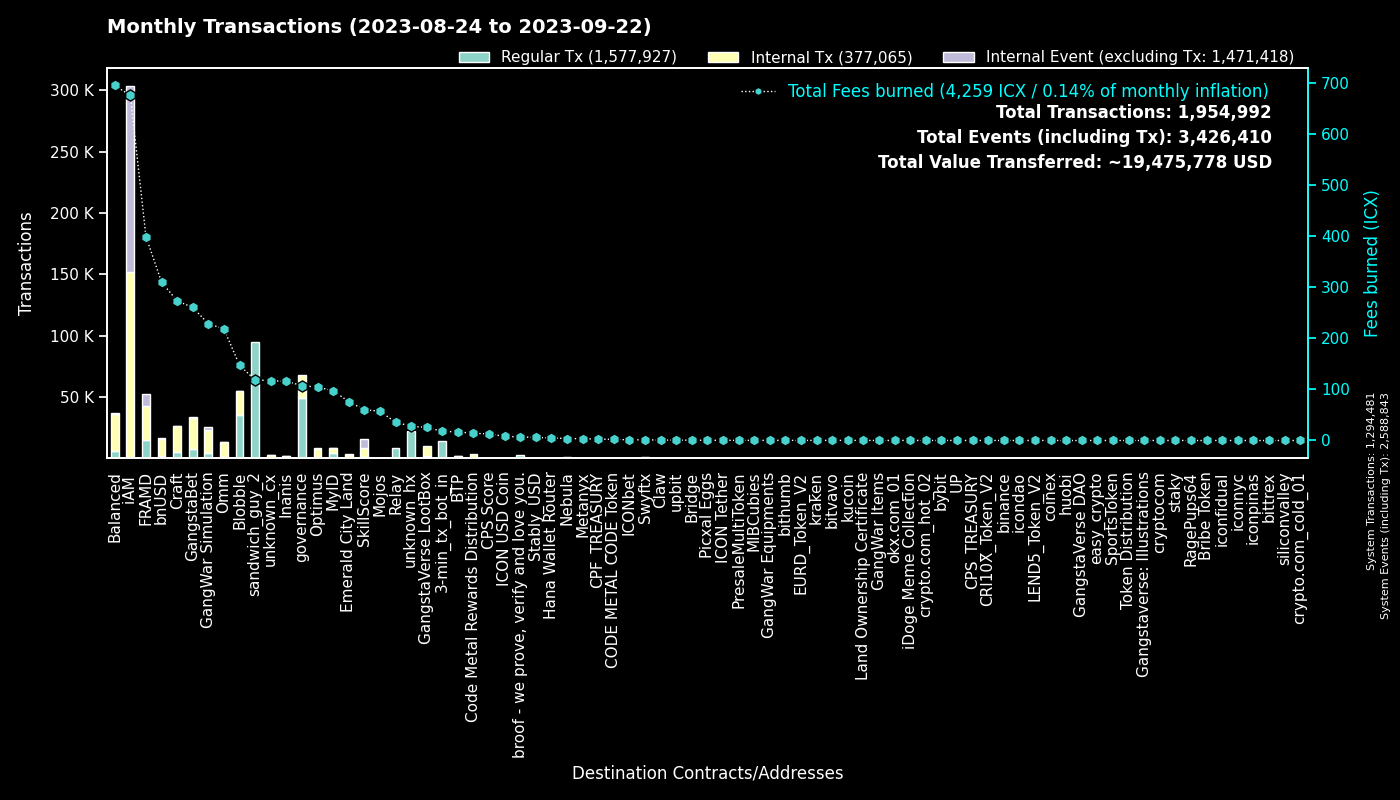 Monthly Transactions (2023-08-24 to 2023-09-22)
Regular Tx (1,577,927)
Internal Tx (377,065)
Internal Event (excluding Tx: 1,471,418)
Total Fees burned (4,259 ICX / 0.14% of monthly inflation)
Total Transactions: 1,954,992
Total Events (including Tx): 3,426,410
Total Value Transferred: ~19,475,778 USD
Transactions
300 K
250 K
200 K
150 K
100 K
50 K
700
600
500
400
300
200
100
0
Fees burned (ICX)
System Transactions: 1,294,481
System Events (including Tx): 2,588,843
Balanced
IAM
FRAMD
bnUSD
Craft
GangstaBet
GangWar Simulation
Omm
Blobble
sandwich_guy_2
unknown_cx
Inanis
governance
Optimus
MyID
Emerald City Land
SkillScore
Mojos
Relay
unknown_hx
GangstaVerse LootBox
3-min_tx_bot_in
BTP
Code Metal Rewards Distribution
CPS Score
ICON USD Coin
broof - we prove, verify and love you.
Stably_USD
Hana Wallet Router
Nebula
Metanyx
CPF_TREASURY
CODE METAL CODE Token
ICONbet
Swyftx
Claw
upbit
Bridge
Picxal Eggs
ICON Tether
PresaleMultiToken
MIBCubies
GangWar Equipments
bithumb
EURD_Token_V2
kraken
bitvavo
kucoin
Land Ownership Certificate
GangWar Items
okx.com_01
iDoge Meme Collection
crypto.com_hot_02
bybit
UP
CPS_TREASURY
CRI10X_Token_V2
binance
icondao
LEND5_Token_V2
coinex
huobi
GangstaVerse DAO
easy_crypto
SportsToken
Token Distribution
Gangstaverse: Illustrations
cryptocom
staky
RagePups64
Bribe Token
iconfidual
iconnyc
iconpinas
bittrex
siliconvalley
crypto.com_cold_01
Destination Contracts/Addresses